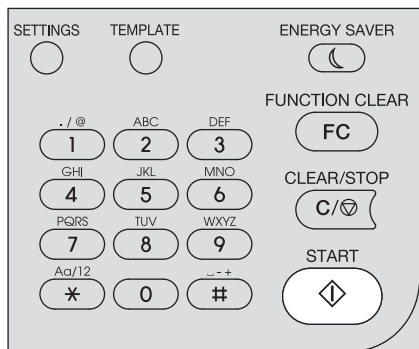 SETTINGS TEMPLATE ENERGY SAVER
FUNCTION CLEAR
FC
. / @ ABC DEF
1 2 3
GHI JKL MNO
4 5 6
CLEAR/STOP
C/
PQRS TUV WXYZ
7 8 9
START
Aa/12 ⎵ - +
* 0 #